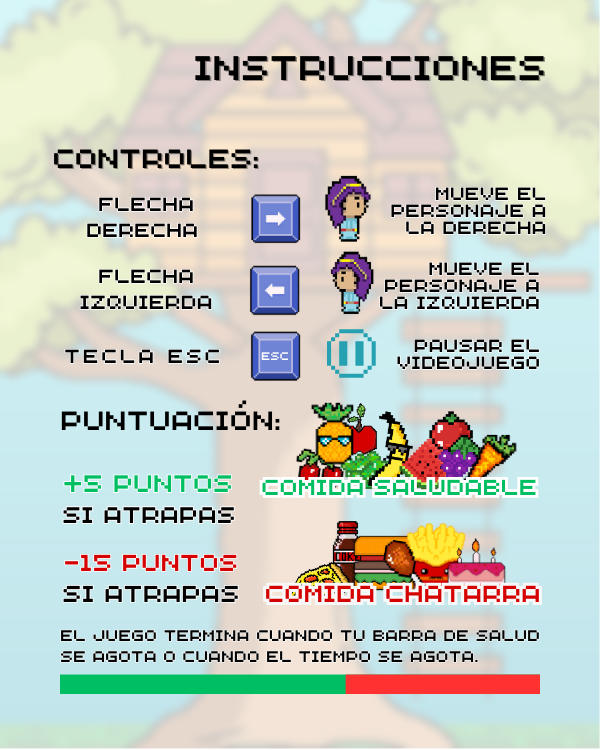 INSTRUCCIONES
CONTROLES:
FLECHA
DERECHA
MUEVE EL
PERSONAJE A
LA DERECHA
FLECHA
IZQUIERDA
MUEVE EL
PERSONAJE A
LA IZQUIERDA
TECLA ESC
ESC
PAUSAR EL
VIDEOJUEGO
PUNTUACIÓN:
+5 PUNTOS
SI ATRAPAS
COMIDA SALUDABLE
-15 PUNTOS
SI ATRAPAS
COMIDA CHATARRA
EL JUEGO TERMINA CUANDO TU BARRA DE SALUD
SE AGOTA O CUANDO EL TIEMPO SE AGOTA.